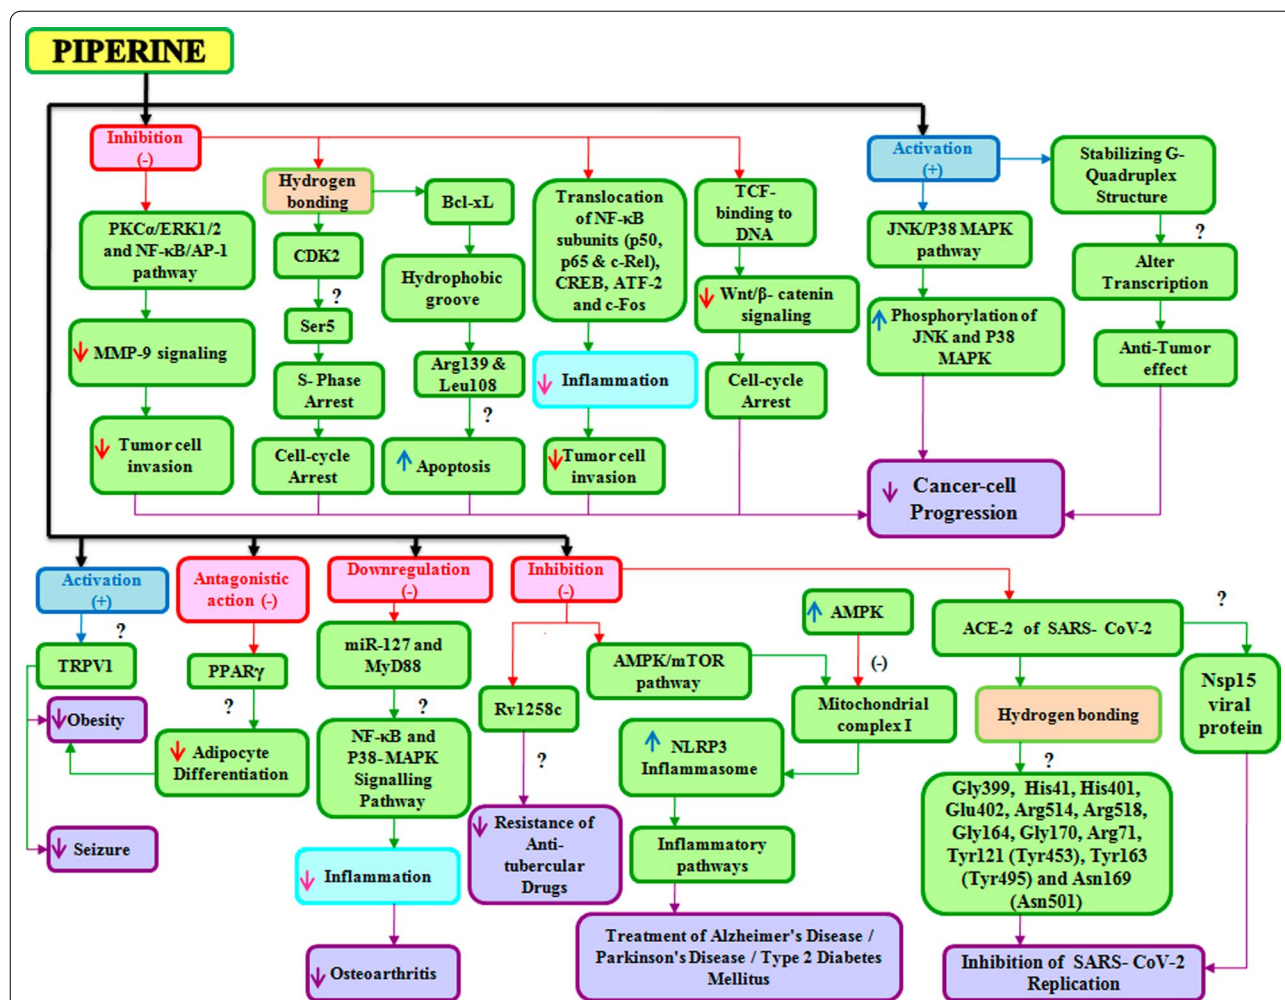 PIPERINE
Inhibition
(-)
PKCα/ERK1/2
and NF-κB/AP-1
pathway
MMP-9 signaling
Tumor cell
invasion
Hydrogen
bonding
CDK2
?
Ser5
S- Phase
Arrest
Cell-cycle
Arrest
Bcl-xL
Hydrophobic
groove
Arg139 &
Leu108
?
Apoptosis
Translocation
of NF-κB
subunits (p50,
p65 & c-Rel),
CREB, ATF-2
and c-Fos
Inflammation
Tumor cell
invasion
TCF-
binding to
DNA
Wnt/β- catenin
signaling
Cell-cycle
Arrest
Activation
(+)
JNK/P38 MAPK
pathway
Phosphorylation of
JNK and P38
MAPK
Stabilizing G-
Quadruplex
Structure
?
Alter
Transcription
Anti-Tumor
effect
Cancer-cell
Progression
Activation
(+)
?
TRPV1
Obesity
Seizure
Antagonistic
action (-)
PPARγ
?
Adipocyte
Differentiation
Downregulation
(-)
miR-127 and
MyD88
?
NF-κB and
P38- MAPK
Signalling
Pathway
Inflammation
Osteoarthritis
Inhibition
(-)
Rv1258c
?
Resistance of
Anti-
tubercular
Drugs
AMPK/mTOR
pathway
AMPK
(-)
Mitochondrial
complex I
NLRP3
Inflammasome
Inflammatory
pathways
Treatment of Alzheimer's Disease /
Parkinson's Disease / Type 2 Diabetes
Mellitus
ACE-2 of SARS- CoV-2
?
Nsp15
viral
protein
Hydrogen bonding
?
Gly399, His41, His401,
Glu402, Arg514, Arg518,
Gly164, Gly170, Arg71,
Tyr121 (Tyr453), Tyr163
(Tyr495) and Asn169
(Asn501)
Inhibition of SARS- CoV-2
Replication